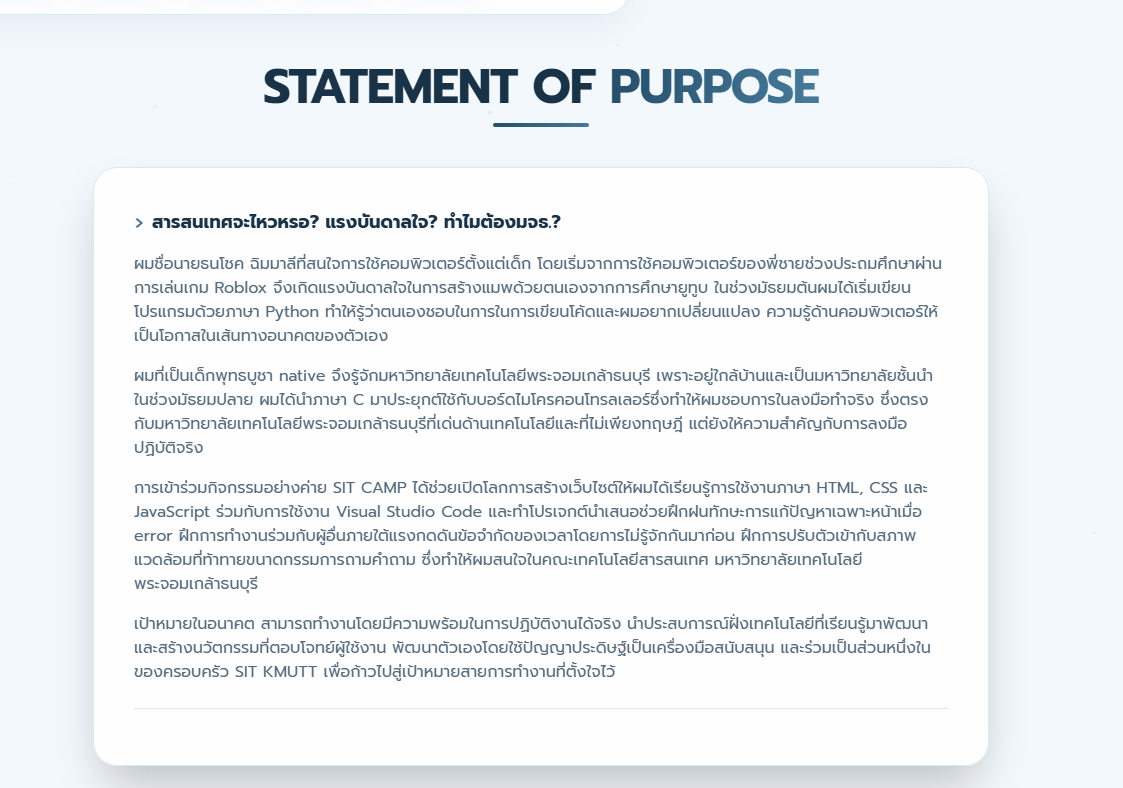 STATEMENT OF PURPOSE
> สารสนเทศจะไหวหรอ? แรงบันดาลใจ? ทำไมต้องมจธ.?
ผมชื่อนายธนโชค ฉิมมาลีที่สนใจการใช้คอมพิวเตอร์ตั้งแต่เด็ก โดยเริ่มจากการใช้คอมพิวเตอร์ของพี่ชายช่วงประถมศึกษาผ่าน
การเล่นเกม Roblox จึงเกิดแรงบันดาลใจในการสร้างแมพด้วยตนเองจากการศึกษายูทูบ ในช่วงมัธยมต้นผมได้เริ่มเขียน
โปรแกรมด้วยภาษา Python ทำให้รู้ว่าตนเองชอบในการในการเขียนโค้ดและผมอยากเปลี่ยนแปลง ความรู้ด้านคอมพิวเตอร์ให้
เป็นโอกาสในเส้นทางอนาคตของตัวเอง
ผมที่เป็นเด็กพุทธบูชา native จึงรู้จักมหาวิทยาลัยเทคโนโลยีพระจอมเกล้าธนบุรี เพราะอยู่ใกล้บ้านและเป็นมหาวิทยาลัยชั้นนำ
ในช่วงมัธยมปลาย ผมได้นำภาษา C มาประยุกต์ใช้กับบอร์ดไมโครคอนโทรลเลอร์ซึ่งทำให้ผมชอบการในลงมือทำจริง ซึ่งตรง
กับมหาวิทยาลัยเทคโนโลยีพระจอมเกล้าธนบุรีที่เด่นด้านเทคโนโลยีและที่ไม่เพียงทฤษฎี แต่ยังให้ความสำคัญกับการลงมือ
ปฏิบัติจริง
การเข้าร่วมกิจกรรมอย่างค่าย SIT CAMP ได้ช่วยเปิดโลกการสร้างเว็บไซต์ให้ผมได้เรียนรู้การใช้งานภาษา HTML, CSS และ
JavaScript ร่วมกับการใช้งาน Visual Studio Code และทำโปรเจกต์นำเสนอช่วยฝึกฝนทักษะการแก้ปัญหาเฉพาะหน้าเมื่อ
error ฝึกการทำงานร่วมกับผู้อื่นภายใต้แรงกดดันข้อจำกัดของเวลาโดยการไม่รู้จักกันมาก่อน ฝึกการปรับตัวเข้ากับสภาพ
แวดล้อมที่ท้าทายขนาดกรรมการถามคำถาม ซึ่งทำให้ผมสนใจในคณะเทคโนโลยีสารสนเทศ มหาวิทยาลัยเทคโนโลยี
พระจอมเกล้าธนบุรี
เป้าหมายในอนาคต สามารถทำงานโดยมีความพร้อมในการปฏิบัติงานได้จริง นำประสบการณ์ฝั่งเทคโนโลยีที่เรียนรู้มาพัฒนา
และสร้างนวัตกรรมที่ตอบโจทย์ผู้ใช้งาน พัฒนาตัวเองโดยใช้ปัญญาประดิษฐ์เป็นเครื่องมือสนับสนุน และร่วมเป็นส่วนหนึ่งใน
ของครอบครัว SIT KMUTT เพื่อก้าวไปสู่เป้าหมายสายการทำงานที่ตั้งใจไว้